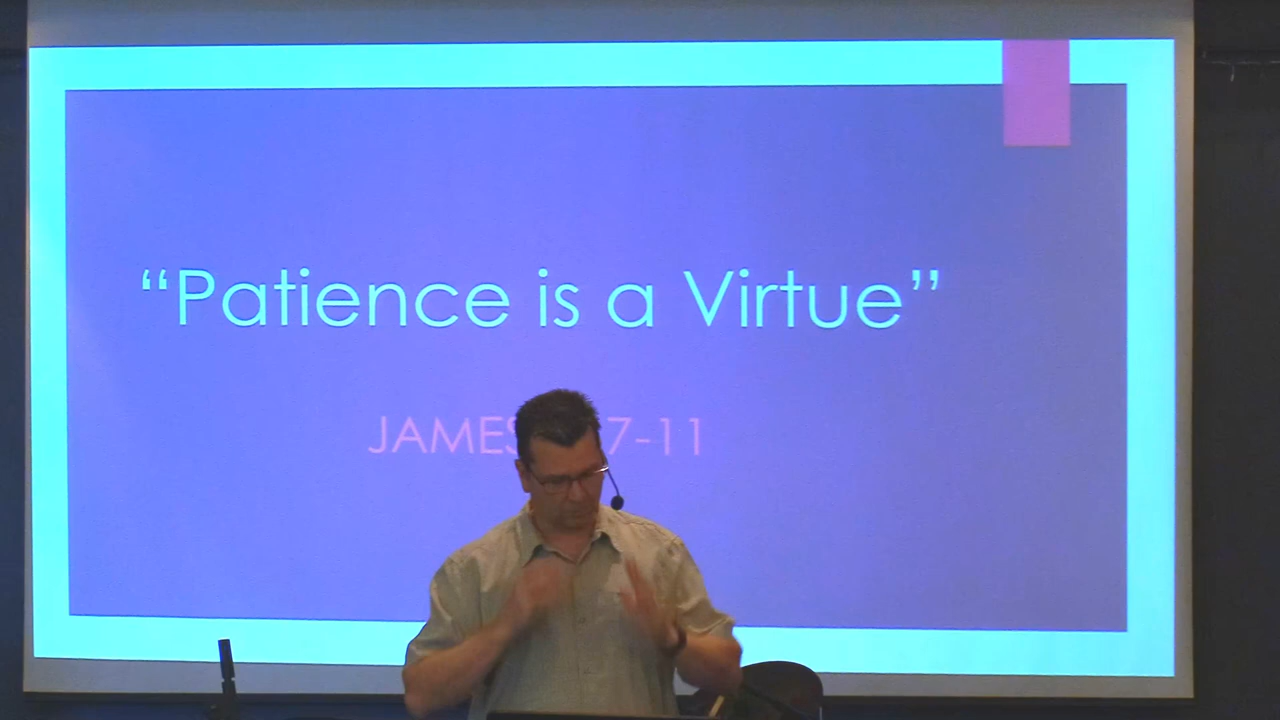 “Patience is a Virtue”
JAMES 7-11